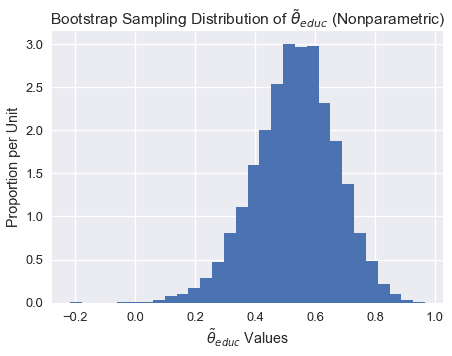 Bootstrap Sampling Distribution of θ̃educ (Nonparametric)
3.0
2.5
2.0
1.5
1.0
0.5
0.0
Proportion per Unit
−0.2 0.0 0.2 0.4 0.6 0.8 1.0
θ̃educ Values